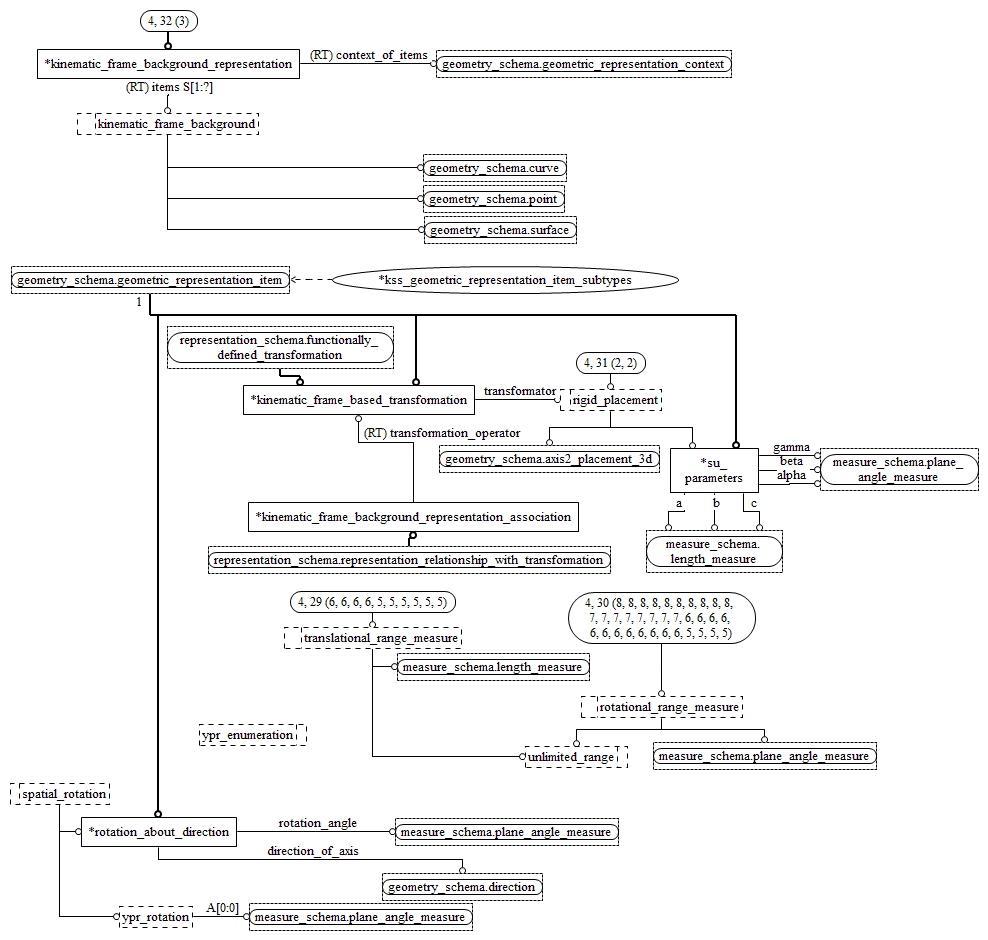 4, 32 (3)
*kinematic_frame_background_representation
(RT) context_of_items
geometry_schema.geometric_representation_context
(RT) items S[1:?]
kinematic_frame_background
geometry_schema.curve
geometry_schema.point
geometry_schema.surface
geometry_schema.geometric_representation_item
*kss_geometric_representation_item_subtypes
1
representation_schema.functionally_
defined_transformation
4, 31 (2, 2)
*kinematic_frame_based_transformation
transformator
rigid_placement
(RT) transformation_operator
geometry_schema.axis2_placement_3d
*su_
parameters
gamma
beta
alpha
measure_schema.plane_
angle_measure
a
b
c
*kinematic_frame_background_representation_association
measure_schema.
length_measure
representation_schema.representation_relationship_with_transformation
4, 29 (6, 6, 6, 6, 5, 5, 5, 5, 5, 5)
4, 30 (8, 8, 8, 8, 8, 8, 8, 8, 8, 8,
7, 7, 7, 7, 7, 7, 7, 7, 6, 6, 6, 6,
6, 6, 6, 6, 6, 6, 6, 6, 5, 5, 5, 5)
translational_range_measure
measure_schema.length_measure
rotational_range_measure
ypr_enumeration
unlimited_range
measure_schema.plane_angle_measure
spatial_rotation
*rotation_about_direction
rotation_angle
measure_schema.plane_angle_measure
direction_of_axis
geometry_schema.direction
ypr_rotation
A[0:0]
measure_schema.plane_angle_measure